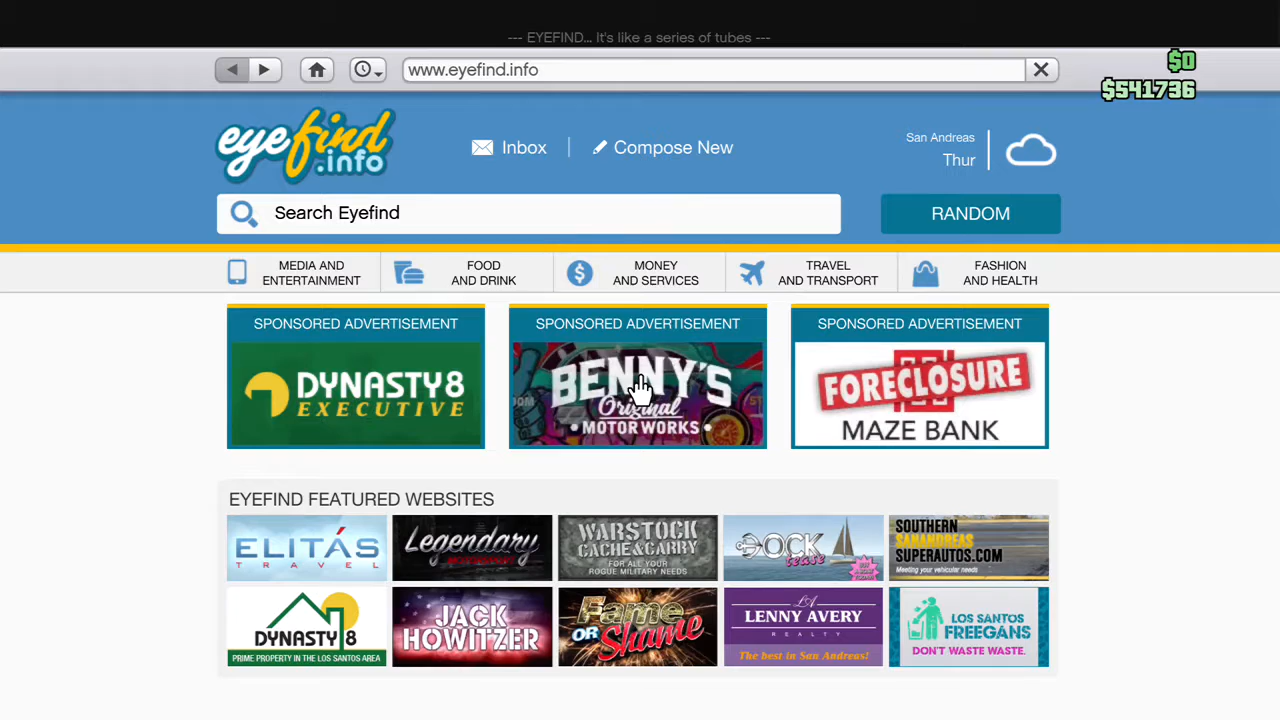 --- EYEFIND... It's like a series of tubes ---
www.eyefind.info
$0
$541736
eyefind
.info
Inbox
Compose New
San Andreas
Thur
Search Eyefind
RANDOM
MEDIA AND
ENTERTAINMENT
FOOD
AND DRINK
MONEY
AND SERVICES
TRAVEL
AND TRANSPORT
FASHION
AND HEALTH
SPONSORED ADVERTISEMENT
DYNASTY 8
EXECUTIVE
SPONSORED ADVERTISEMENT
BENNY'S
Original
MOTOR WORKS
SPONSORED ADVERTISEMENT
FORECLOSURE
MAZE BANK
EYEFIND FEATURED WEBSITES
ELITÁS
TRAVEL
Legendary
WARSTOCK
CACHE & CARRY
FOR ALL YOUR
ROGUE MILITARY NEEDS
DOCK
tease
SOUTHERN
SANANDREAS
SUPERAUTOS.COM
Meeting your vehicular needs
DYNASTY 8
PRIME PROPERTY IN THE LOS SANTOS AREA
JACK
HOWITZER
Fame
OR Shame
LA
LENNY AVERY
REALTY
The best in San Andreas!
LOS SANTOS
FREEGANS
DON'T WASTE WASTE.